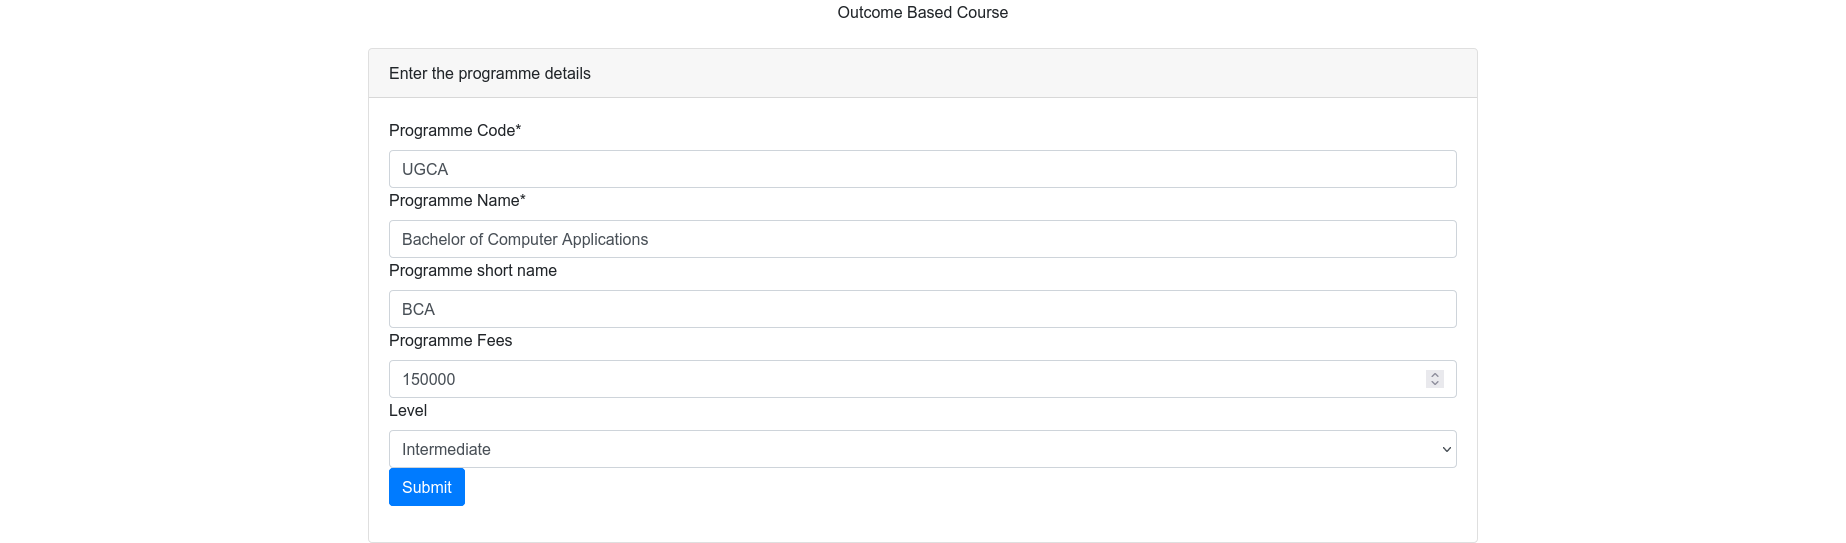 Outcome Based Course
Enter the programme details
Programme Code*
UGCA
Programme Name*
Bachelor of Computer Applications
Programme short name
BCA
Programme Fees
150000
Level
Intermediate
Submit